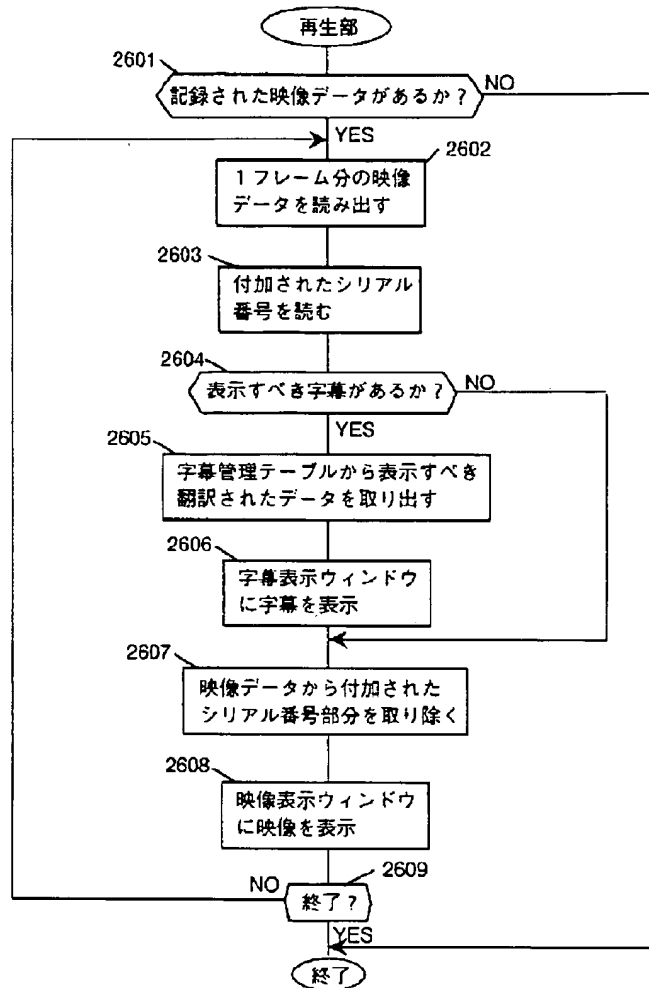 再生部
2601
記録された映像データがあるか？
NO
YES
2602
1フレーム分の映像
データを読み出す
2603
付加されたシリアル
番号を読む
2604
表示すべき字幕があるか？
NO
YES
2605
字幕管理テーブルから表示すべき
翻訳されたデータを取り出す
2606
字幕表示ウィンドウ
に字幕を表示
2607
映像データから付加された
シリアル番号部分を取り除く
2608
映像表示ウィンドウ
に映像を表示
2609
NO
終了？
YES
終了